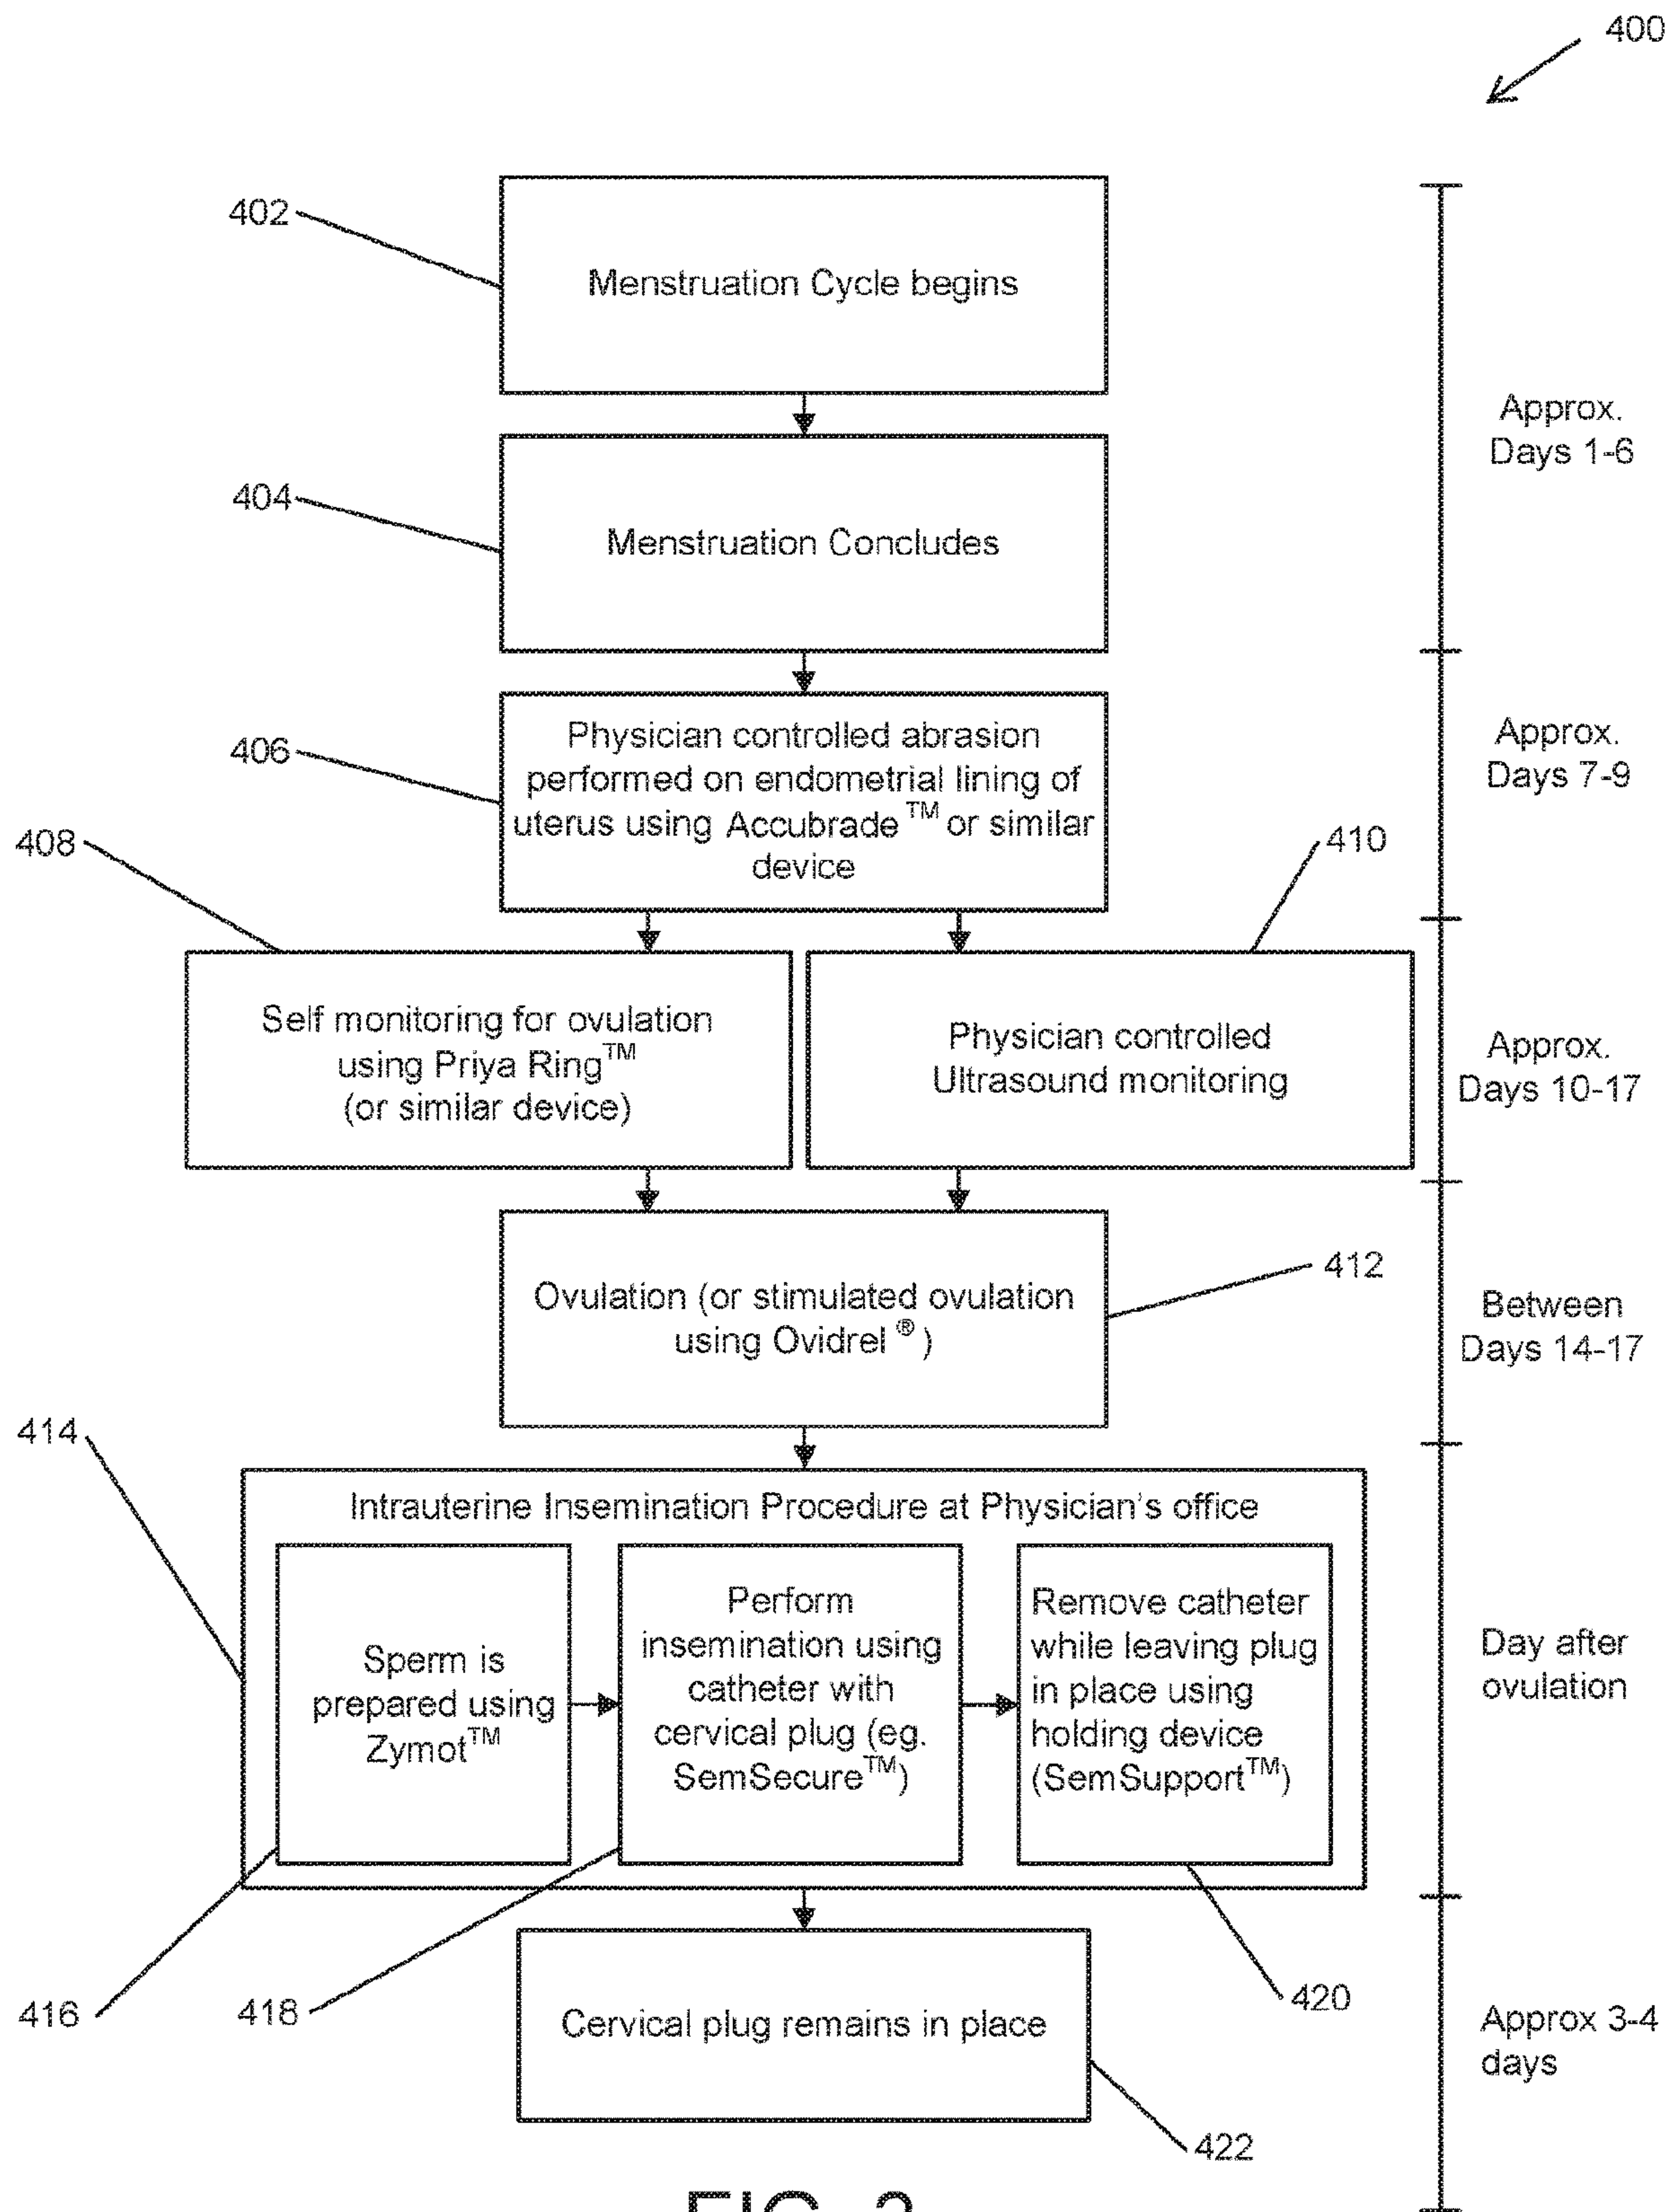 400
402
Menstruation Cycle begins
Approx.
Days 1-6
404
Menstruation Concludes
406
Physician controlled abrasion
performed on endometrial lining of
uterus using Accubrade™ or similar
device
Approx.
Days 7-9
408
410
Self monitoring for ovulation
using Priya Ring™
(or similar device)
Physician controlled
Ultrasound monitoring
Approx.
Days 10-17
412
Ovulation (or stimulated ovulation
using Ovidrel ® )
Between
Days 14-17
414
Intrauterine Insemination Procedure at Physician's office
Sperm is
prepared using
Zymot™
Perform
insemination using
catheter with
cervical plug (eg.
SemSecure™)
Remove catheter
while leaving plug
in place using
holding device
(SemSupport™)
Day after
ovulation
416
418
420
Cervical plug remains in place
Approx 3-4
days
422